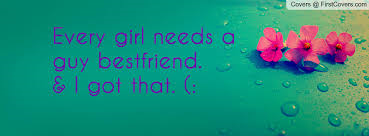 Covers @ FirstCovers.com
Every girl needs a
guy bestfriend.
& I got that. (: